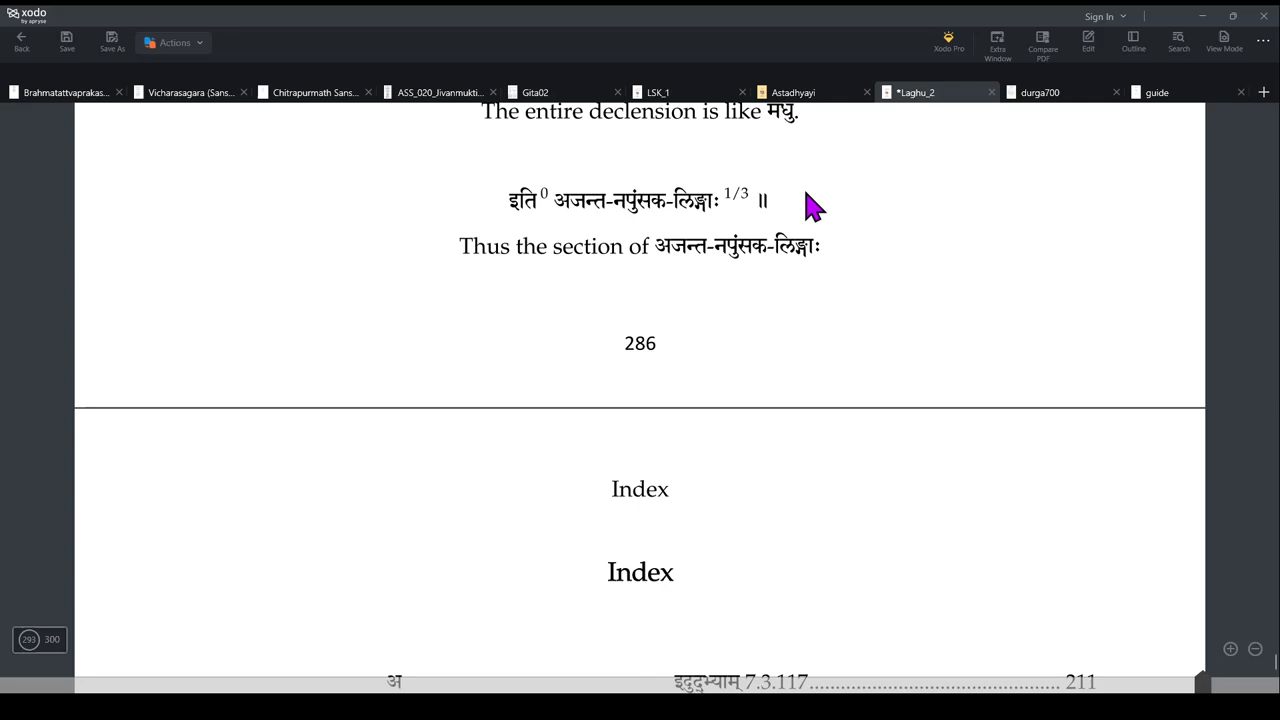 xodo
by apryse
Sign In
Back
Save
Save As
Actions
Xodo Pro
Extra Window
Compare PDF
Edit
Outline
Search
View Mode
Brahmatattvaprakas...
Vicharasagara (Sans...
Chitrapurmath Sans...
ASS_020_Jivanmukti...
Gita02
LSK_1
Astadhyayi
*Laghu_2
durga700
guide
The entire declension is like मधु.
इति 0 अजन्त-नपुंसक-लिङ्गाः 1/3 ॥
Thus the section of अजन्त-नपुंसक-लिङ्गाः
286
Index
Index
293 300
अ
इदुद्भ्याम् 7.3.117............................................................ 211